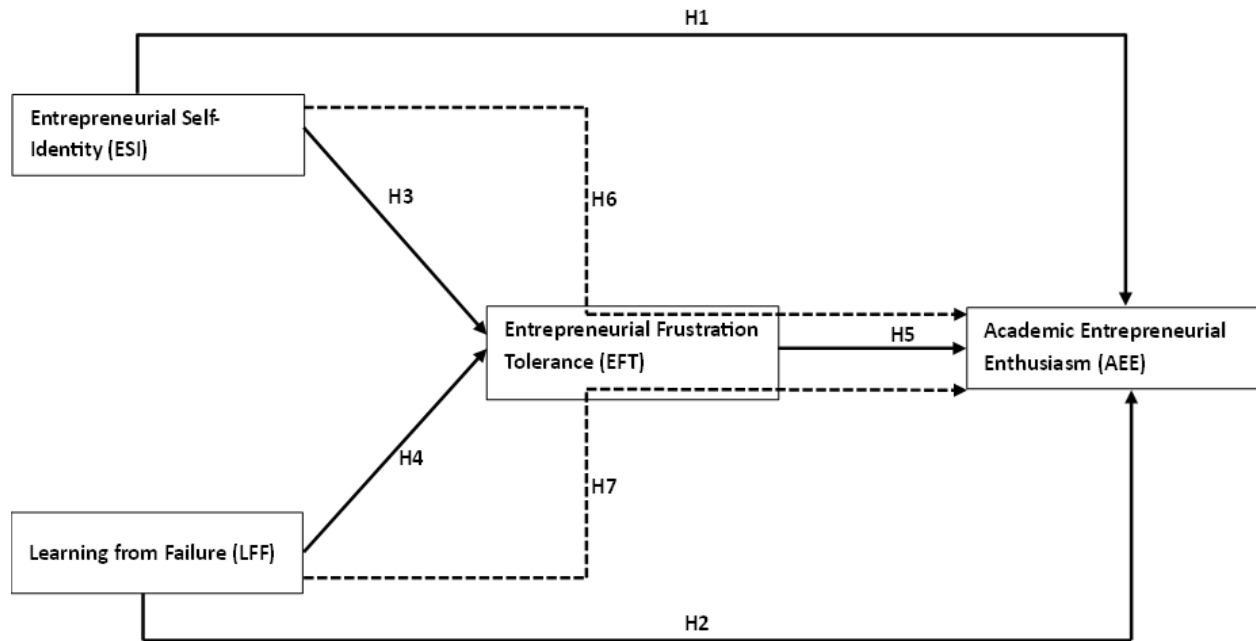 H1
Entrepreneurial Self-
Identity (ESI)
H3
H6
Entrepreneurial Frustration
Tolerance (EFT)
H5
Academic Entrepreneurial
Enthusiasm (AEE)
H4
H7
Learning from Failure (LFF)
H2